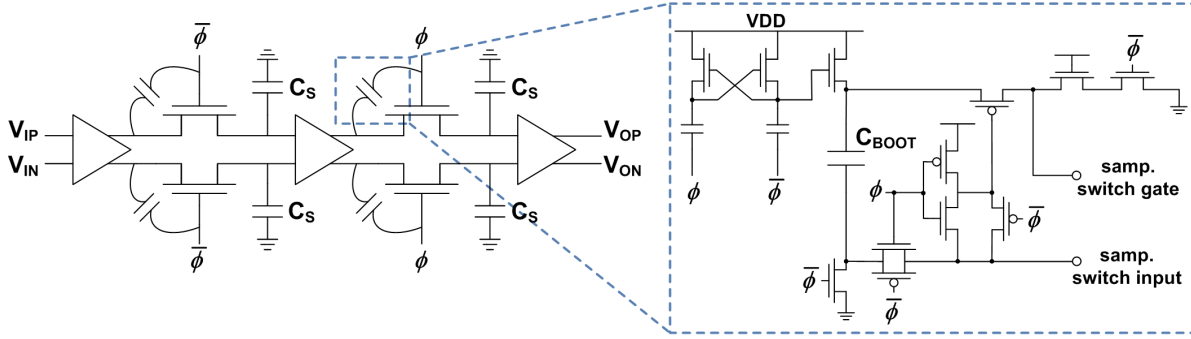 ϕ̅
ϕ
VDD
ϕ̅
C_S
C_S
V_IP
V_IN
V_OP
V_ON
C_BOOT
ϕ
ϕ̅
samp.
switch gate
ϕ
ϕ̅
C_S
C_S
samp.
switch input
ϕ̅
ϕ̅
ϕ̅
ϕ